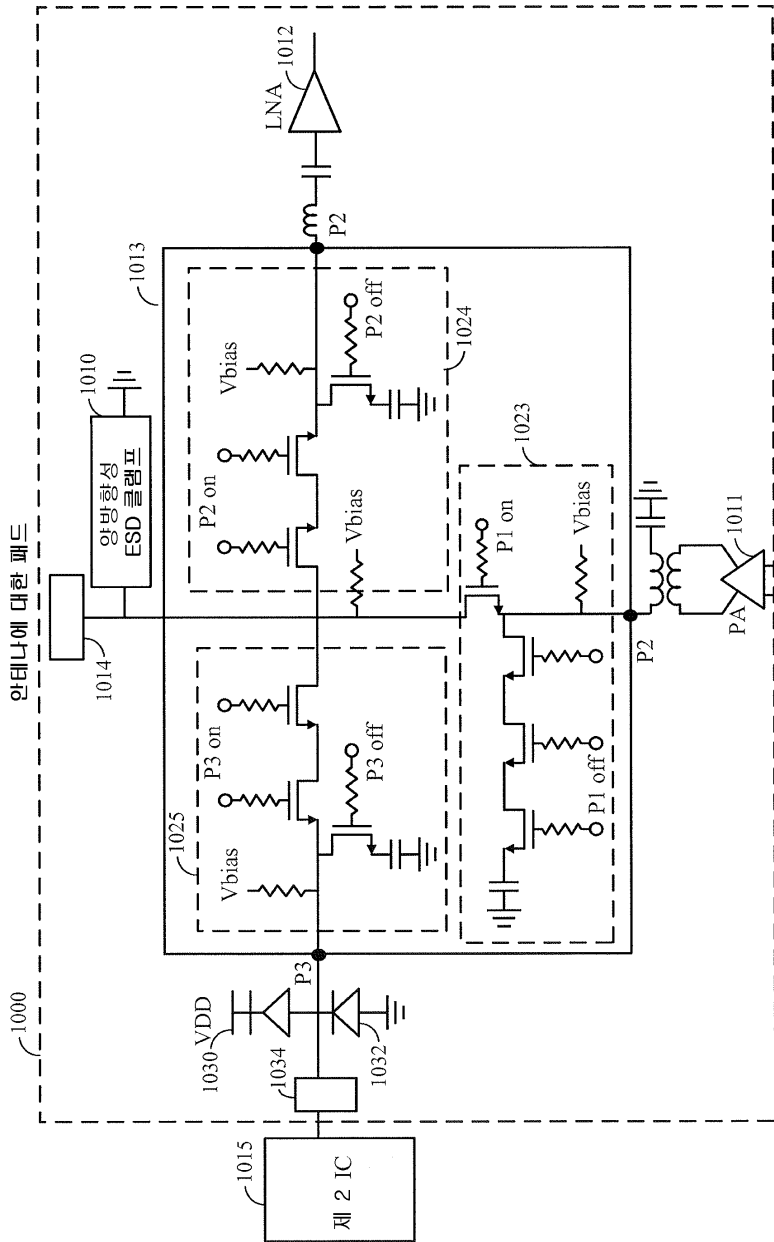 안테나에 대한 패드
1000
1014
양방향성
ESD 클램프
1010
1013
LNA
1012
P2
P2 on
P2 off
Vbias
1024
Vbias
P3 on
P3 off
1025
Vbias
P3
VDD
1030
1034
1032
1015
제 2 IC
1023
P1 on
Vbias
P1 off
P2
PA
1011